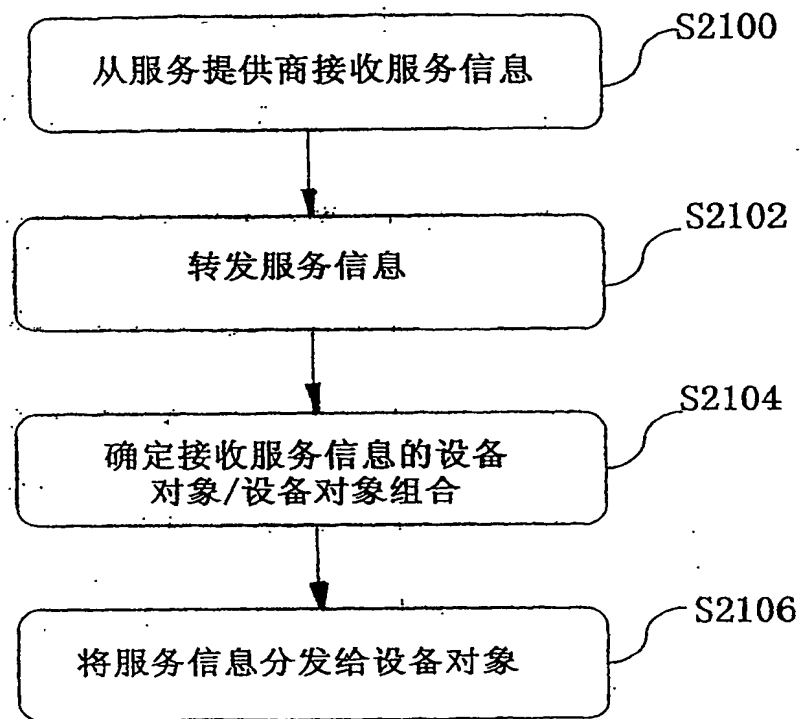 S2100
从服务提供商接收服务信息
S2102
转发服务信息
S2104
确定接收服务信息的设备
对象/设备对象组合
S2106
将服务信息分发给设备对象